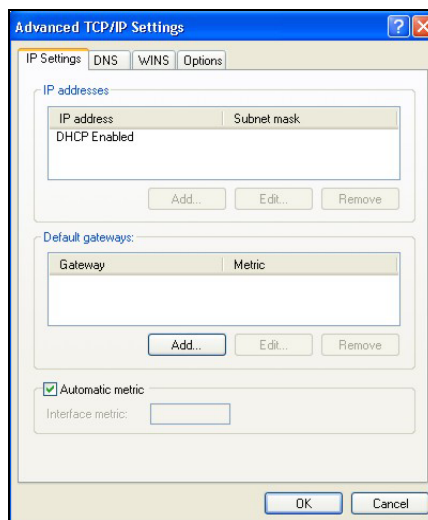 Advanced TCP/IP Settings
IP Settings DNS WINS Options
IP addresses
IP address Subnet mask
DHCP Enabled
Add... Edit... Remove
Default gateways:
Gateway Metric
Add... Edit... Remove
Automatic metric
Interface metric:
OK Cancel